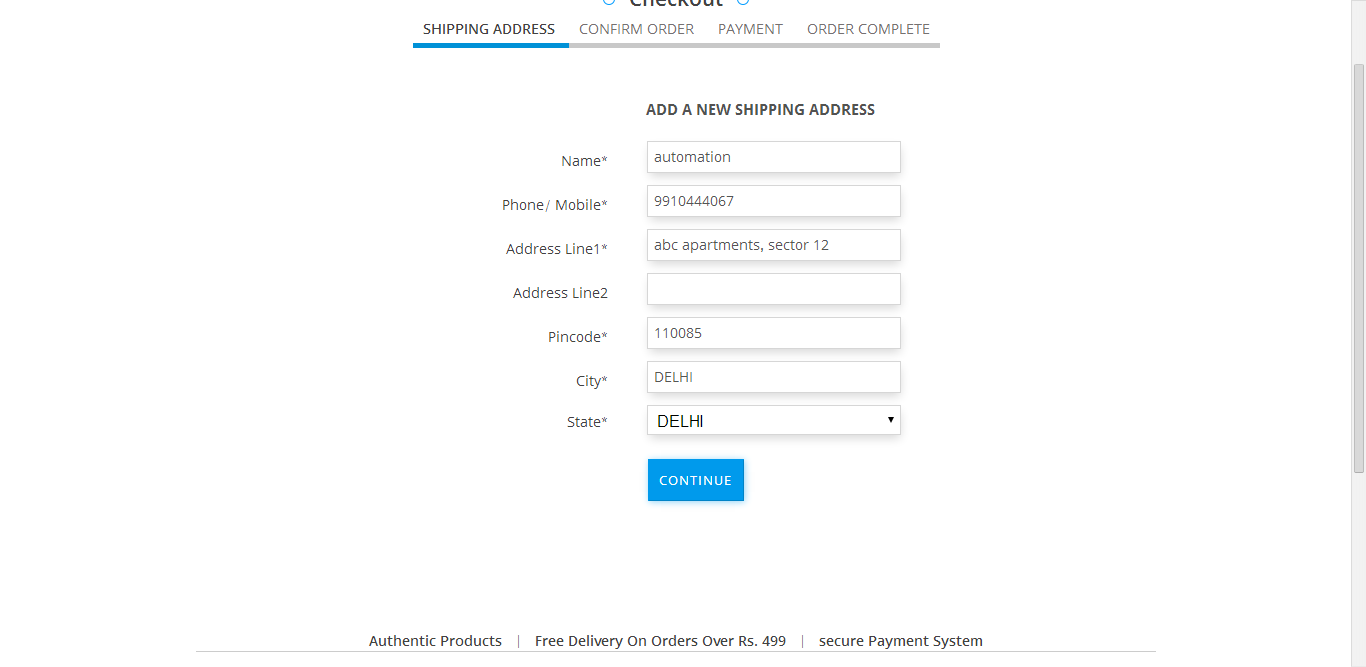 Checkout
SHIPPING ADDRESS CONFIRM ORDER PAYMENT ORDER COMPLETE
ADD A NEW SHIPPING ADDRESS
Name* automation
Phone/ Mobile* 9910444067
Address Line1* abc apartments, sector 12
Address Line2
Pincode* 110085
City* DELHI
State* DELHI
CONTINUE
Authentic Products | Free Delivery On Orders Over Rs. 499 | secure Payment System